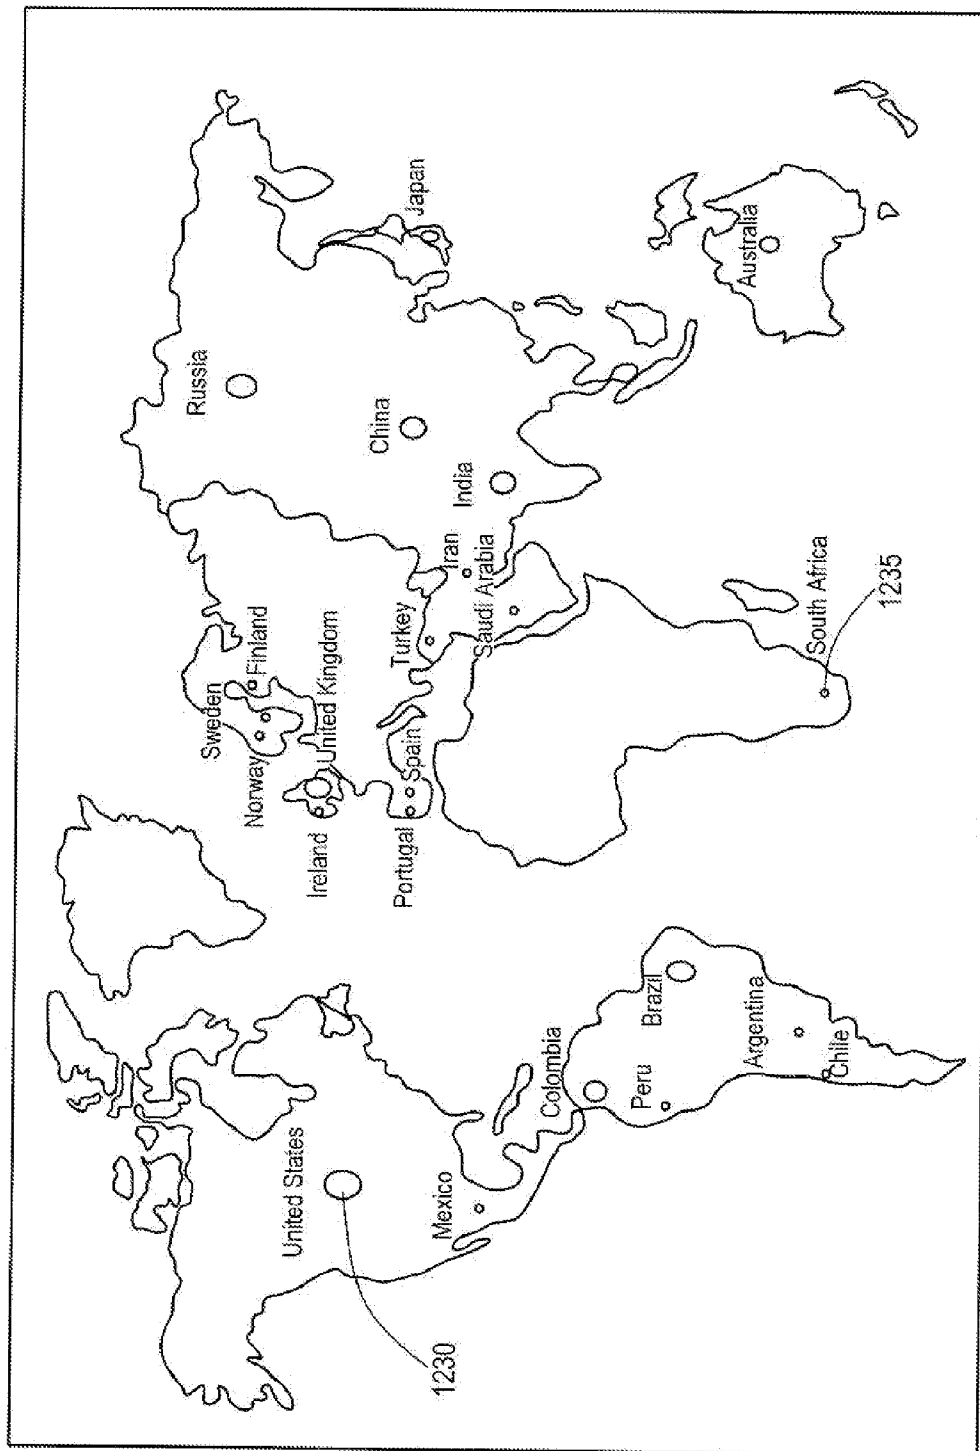 Russia
Sweden
Finland
Norway
United Kingdom
Ireland
Japan
China
Turkey
Iran
India
United States
Portugal
Spain
Saudi Arabia
Mexico
1230
Colombia
Peru
Brazil
Australia
Argentina
Chile
South Africa
1235